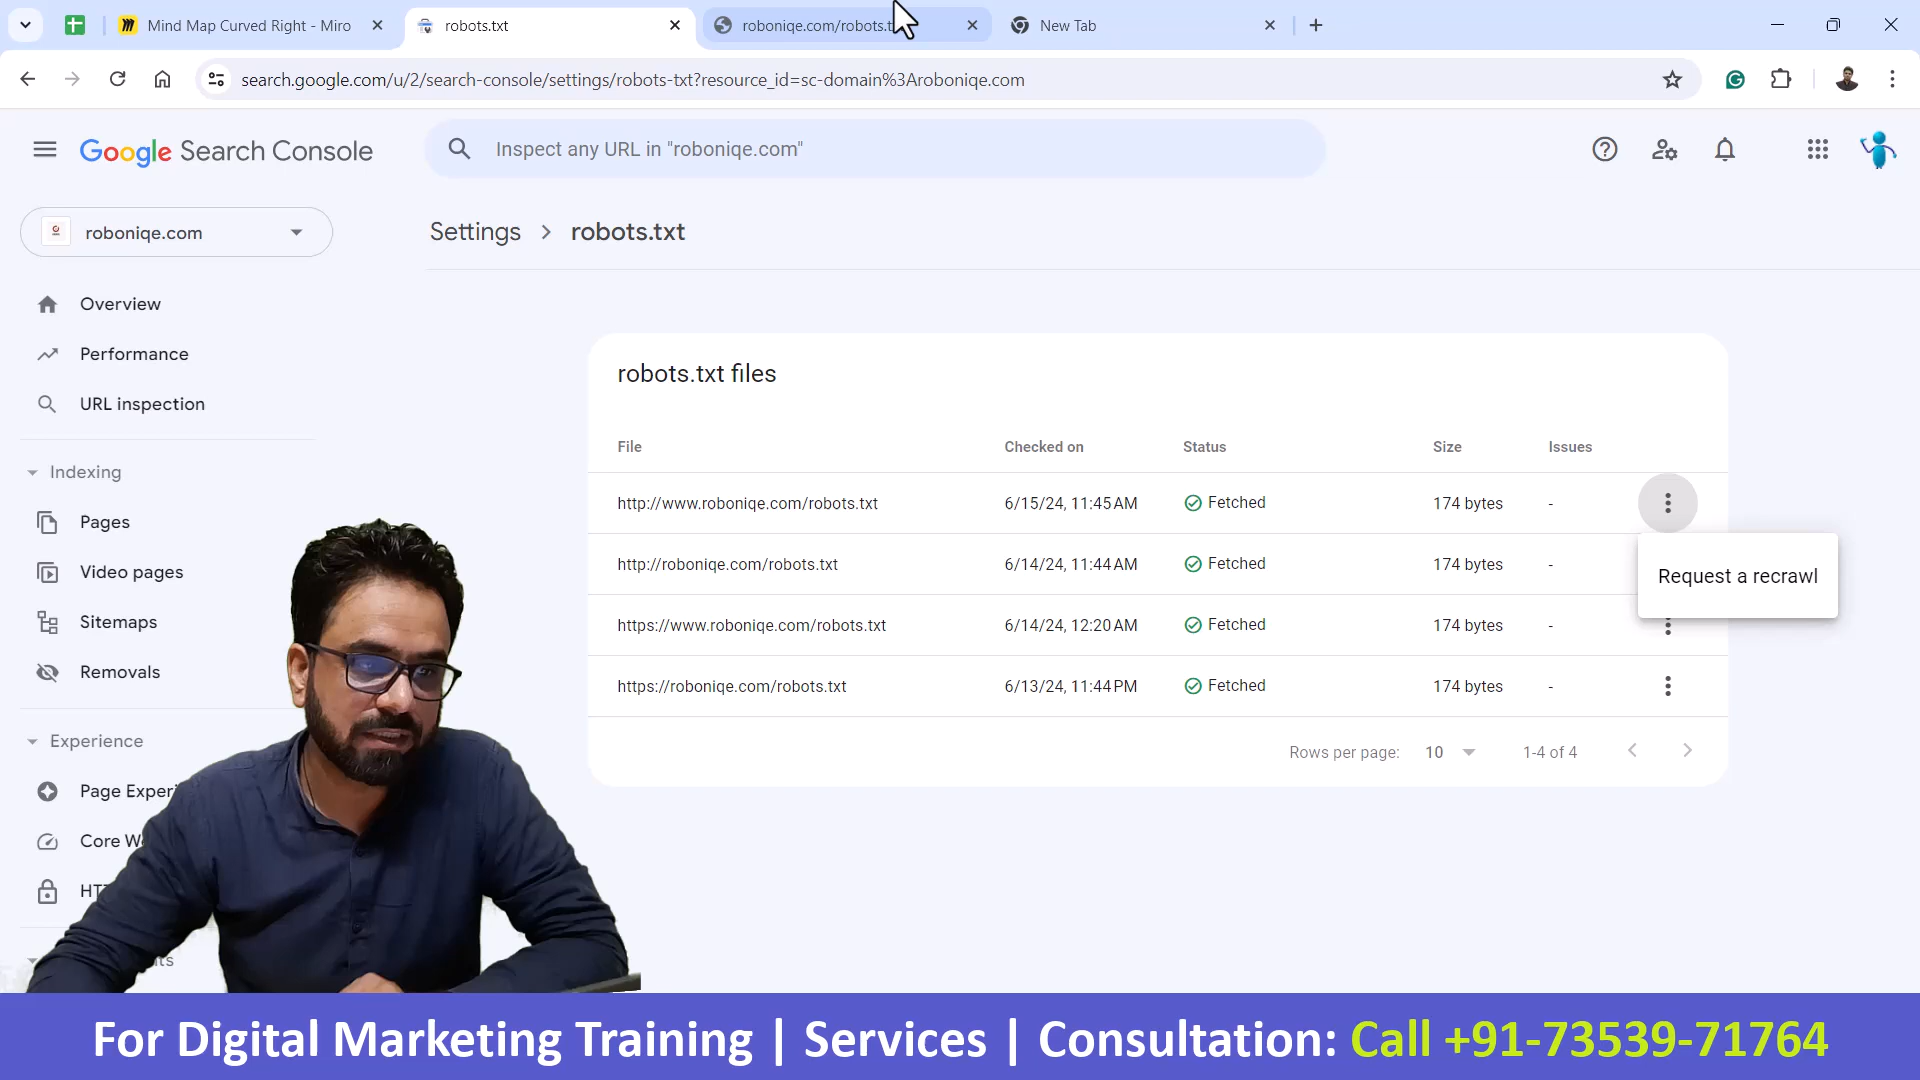 Mind Map Curved Right - Miro
robots.txt
roboniqe.com/robots.t
New Tab
search.google.com/u/2/search-console/settings/robots-txt?resource_id=sc-domain%3Aroboniqe.com
Google Search Console
Inspect any URL in "roboniqe.com"
roboniqe.com
Settings > robots.txt
Overview
Performance
URL inspection
Indexing
Pages
Video pages
Sitemaps
Removals
Experience
Page Exper
Core W
robots.txt files
File Checked on Status Size Issues
http://www.roboniqe.com/robots.txt 6/15/24, 11:45 AM Fetched 174 bytes -
http://roboniqe.com/robots.txt 6/14/24, 11:44 AM Fetched 174 bytes -
Request a recrawl
https://www.roboniqe.com/robots.txt 6/14/24, 12:20 AM Fetched 174 bytes -
https://roboniqe.com/robots.txt 6/13/24, 11:44 PM Fetched 174 bytes -
Rows per page: 10 1-4 of 4
For Digital Marketing Training | Services | Consultation: Call +91-73539-71764